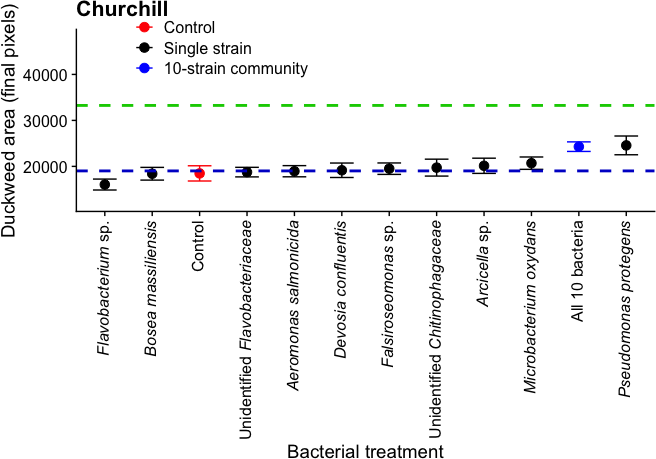 Churchill
Control
Single strain
10-strain community
Duckweed area (final pixels)
40000
30000
20000
Flavobacterium sp.
Bosea massiliensis
Control
Unidentified Flavobacteriaceae
Aeromonas salmonicida
Devosia confluentis
Falsiroseomonas sp.
Unidentified Chitinophagaceae
Arcicella sp.
Microbacterium oxydans
All 10 bacteria
Pseudomonas protegens
Bacterial treatment